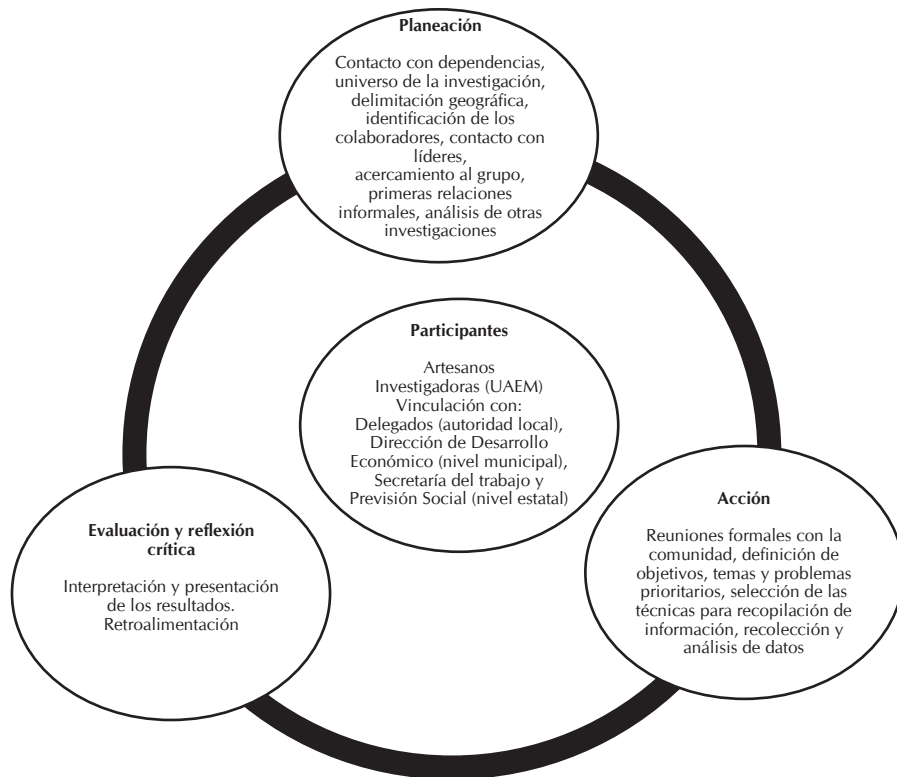 Planeación
Contacto con dependencias,
universo de la investigación,
delimitación geográfica,
identificación de los
colaboradores, contacto con
líderes,
acercamiento al grupo,
primeras relaciones
informales, análisis de otras
investigaciones
Participantes
Artesanos
Investigadoras (UAEM)
Vinculación con:
Delegados (autoridad local),
Dirección de Desarrollo
Económico (nivel municipal),
Secretaría del trabajo y
Previsión Social (nivel estatal)
Acción
Reuniones formales con la
comunidad, definición de
objetivos, temas y problemas
prioritarios, selección de las
técnicas para recopilación de
información, recolección y
análisis de datos
Evaluación y reflexión
crítica
Interpretación y presentación
de los resultados.
Retroalimentación